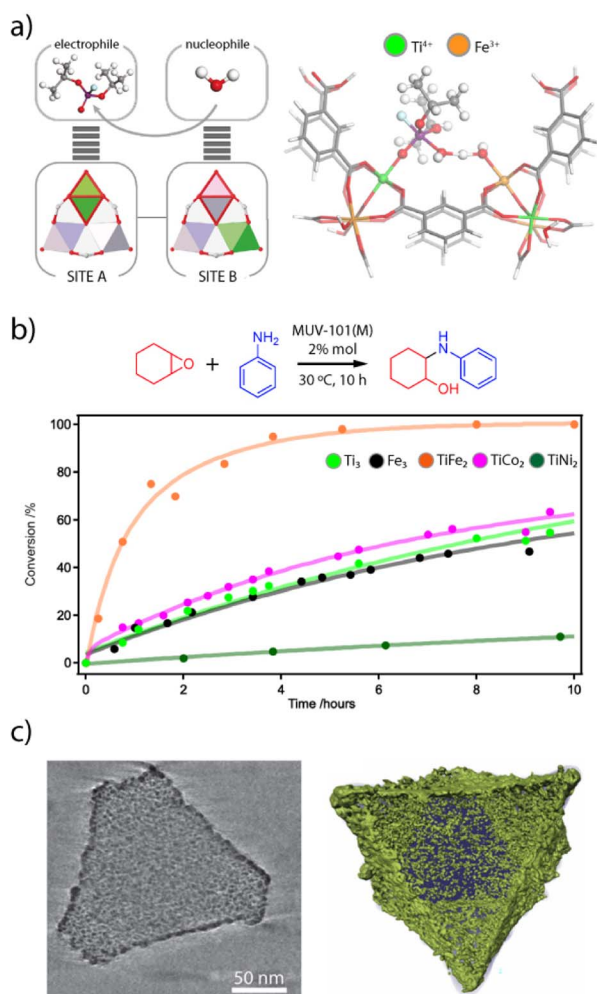 a)
electrophile
nucleophile
Ti⁴⁺ Fe³⁺
SITE A
SITE B
b)
O
+
NH₂
MUV-101(M)
2% mol
30 ºC, 10 h
H
N
OH
100
80
60
40
20
0
Conversion /%
Ti₃ Fe₃ TiFe₂ TiCo₂ TiNi₂
0 2 4 6 8 10
Time /hours
c)
50 nm